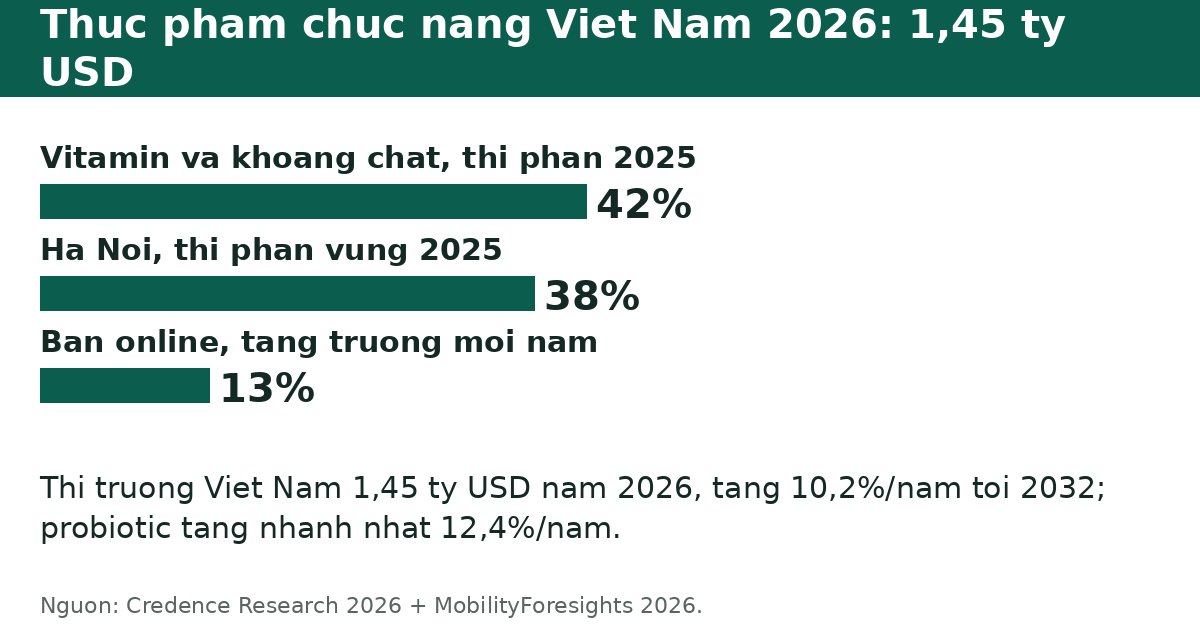 Thuc pham chuc nang Viet Nam 2026: 1,45 ty
USD
Vitamin va khoang chat, thi phan 2025
42%
Ha Noi, thi phan vung 2025
38%
Ban online, tang truong moi nam
13%
Thi truong Viet Nam 1,45 ty USD nam 2026, tang 10,2%/nam toi 2032;
probiotic tang nhanh nhat 12,4%/nam.
Nguon: Credence Research 2026 + MobilityForesights 2026.